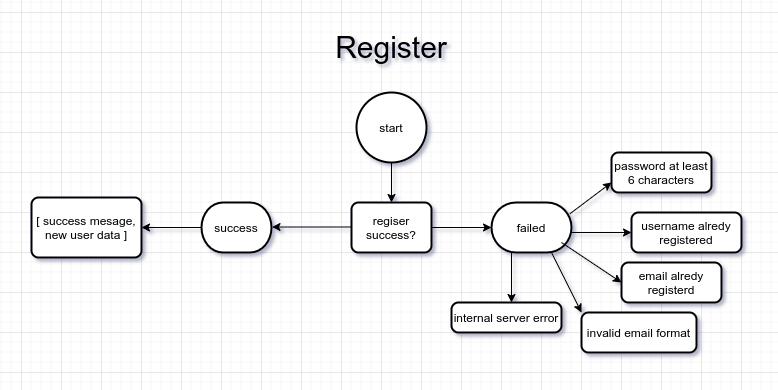 Register
start
password at least
6 characters
[ success mesage,
new user data ]
success
regiser
success?
failed
username alredy
registered
email alredy
registerd
internal server error
invalid email format